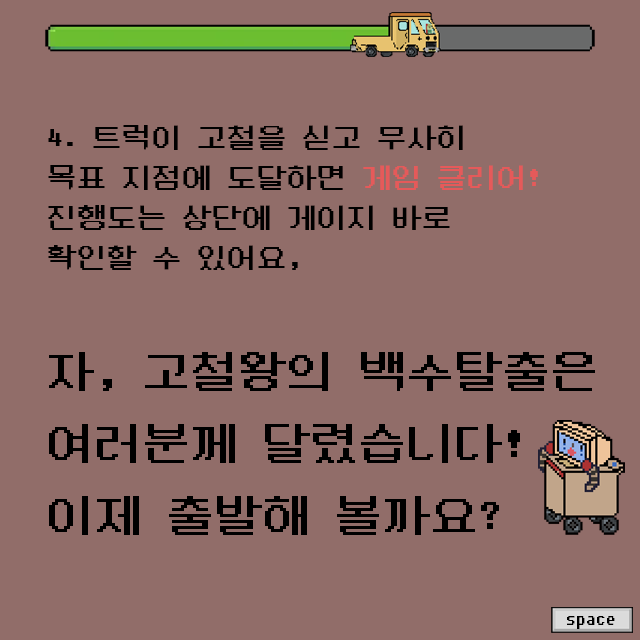 4. 트럭이 고철을 싣고 무사히
목표 지점에 도달하면 게임 클리어!
진행도는 상단에 게이지 바로
확인할 수 있어요,
자, 고철왕의 백수탈출은
여러분께 달렸습니다!
이제 출발해 볼까요?
space